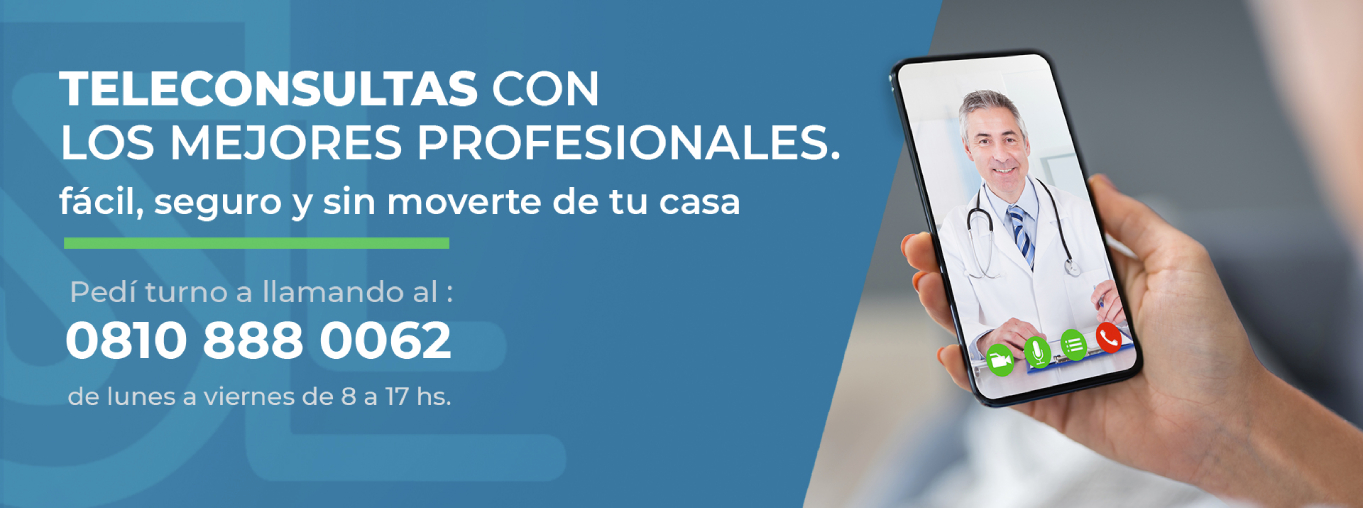 TELECONSULTAS CON
LOS MEJORES PROFESIONALES.
fácil, seguro y sin moverte de tu casa
Pedí turno a llamando al :
0810 888 0062
de lunes a viernes de 8 a 17 hs.